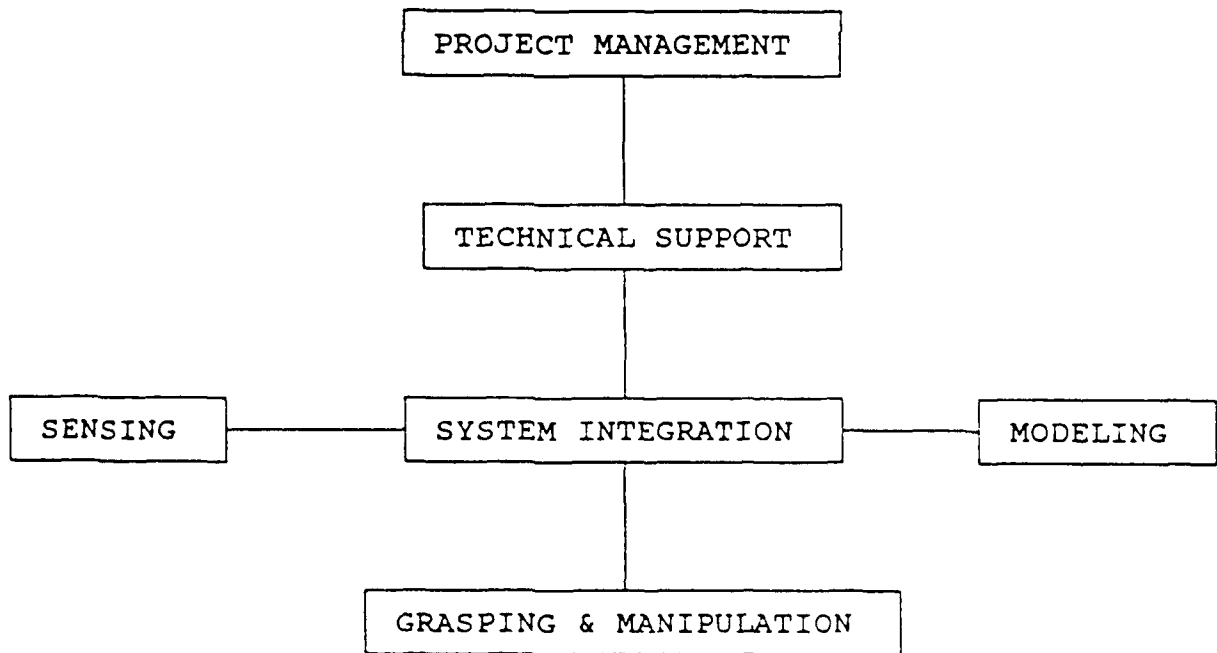 PROJECT MANAGEMENT
TECHNICAL SUPPORT
SENSING
SYSTEM INTEGRATION
MODELING
GRASPING & MANIPULATION